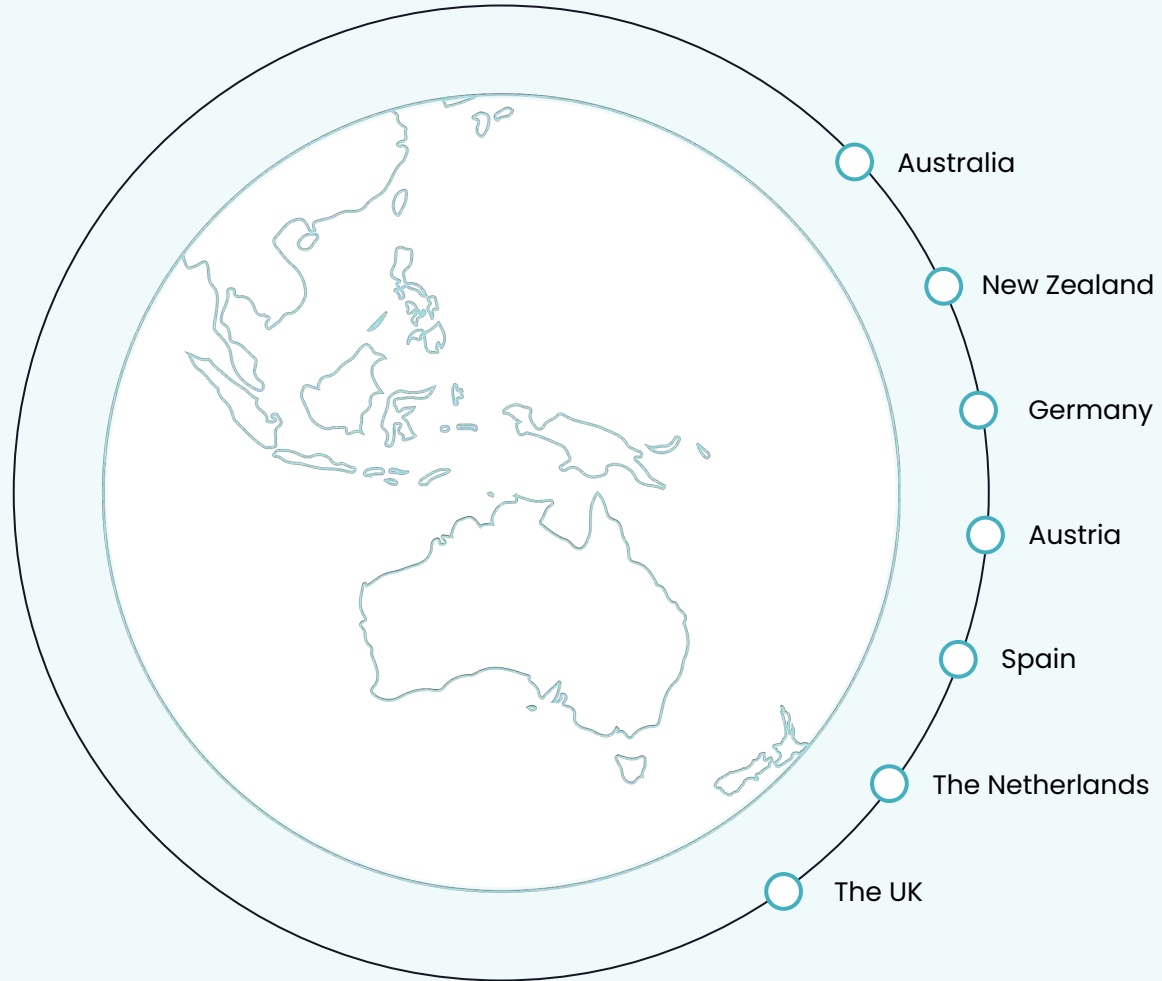 Australia
New Zealand
Germany
Austria
Spain
The Netherlands
The UK